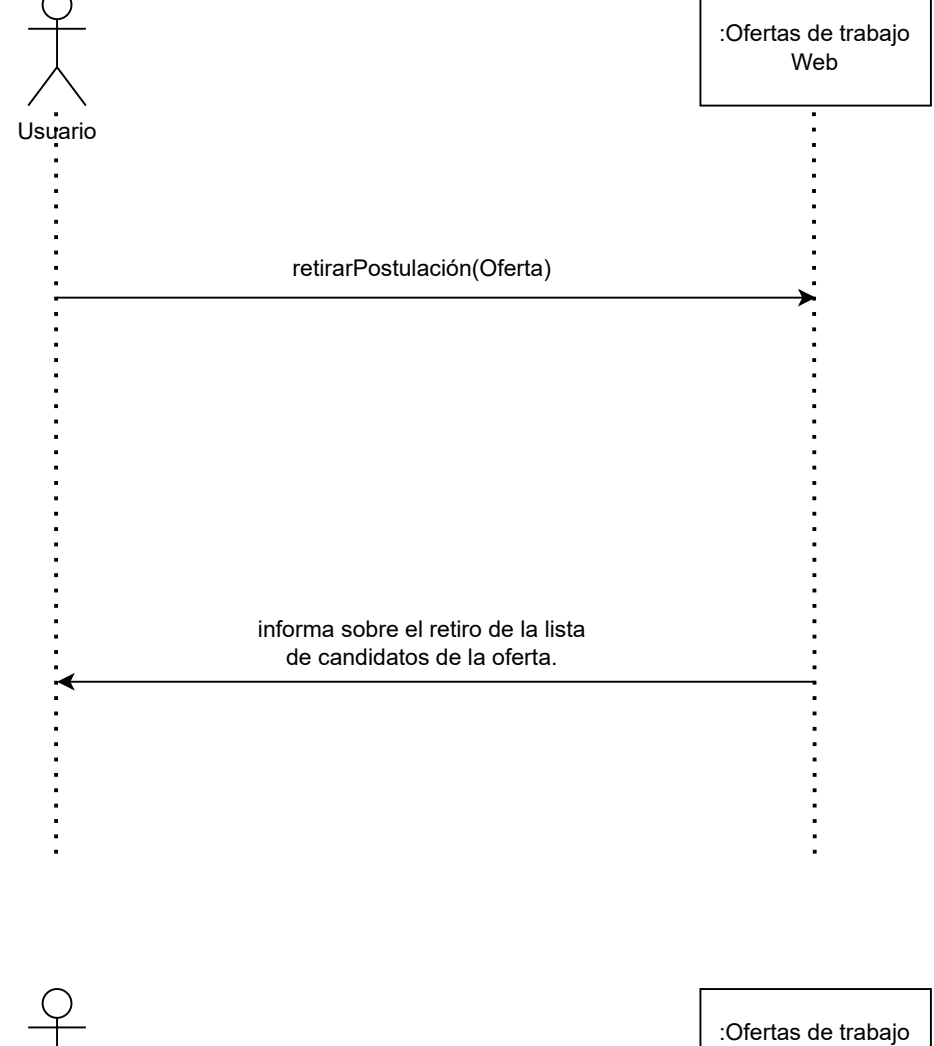 :Ofertas de trabajo
Web
Usuario
retirarPostulación(Oferta)
informa sobre el retiro de la lista
de candidatos de la oferta.
:Ofertas de trabajo